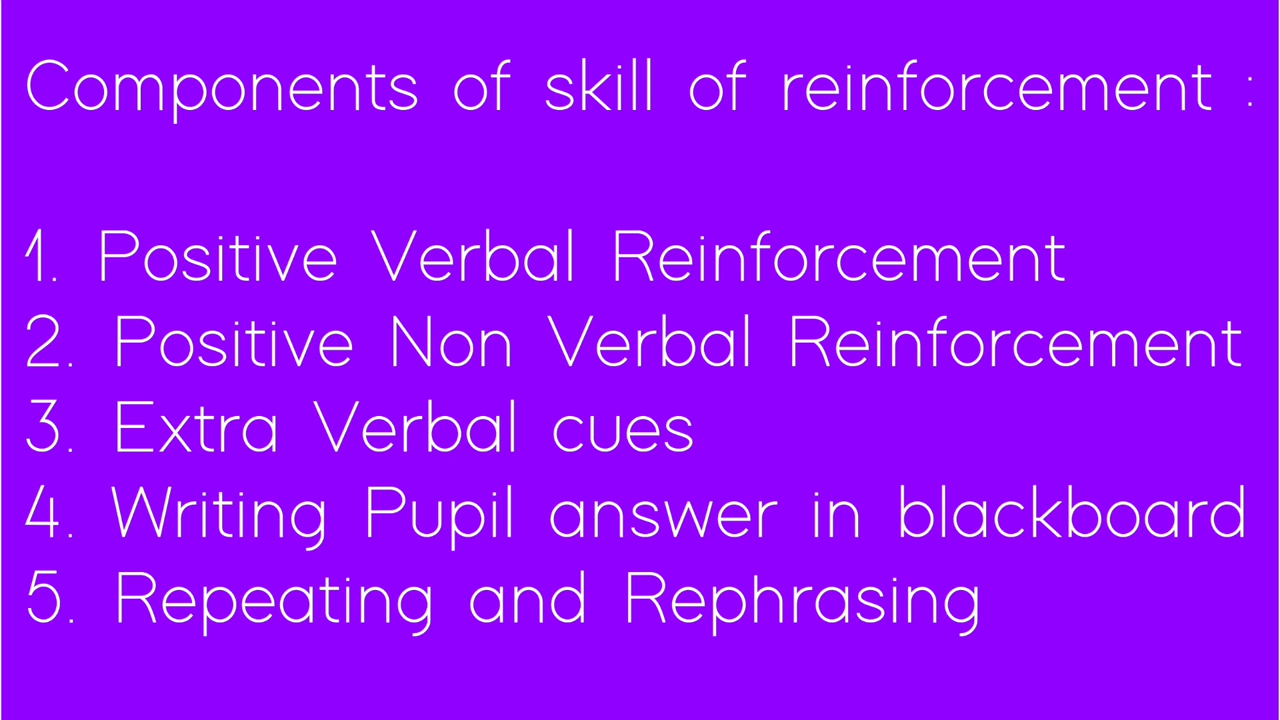 Components of skill of reinforcement :
1. Positive Verbal Reinforcement
2. Positive Non Verbal Reinforcement
3. Extra Verbal cues
4. Writing Pupil answer in blackboard
5. Repeating and Rephrasing